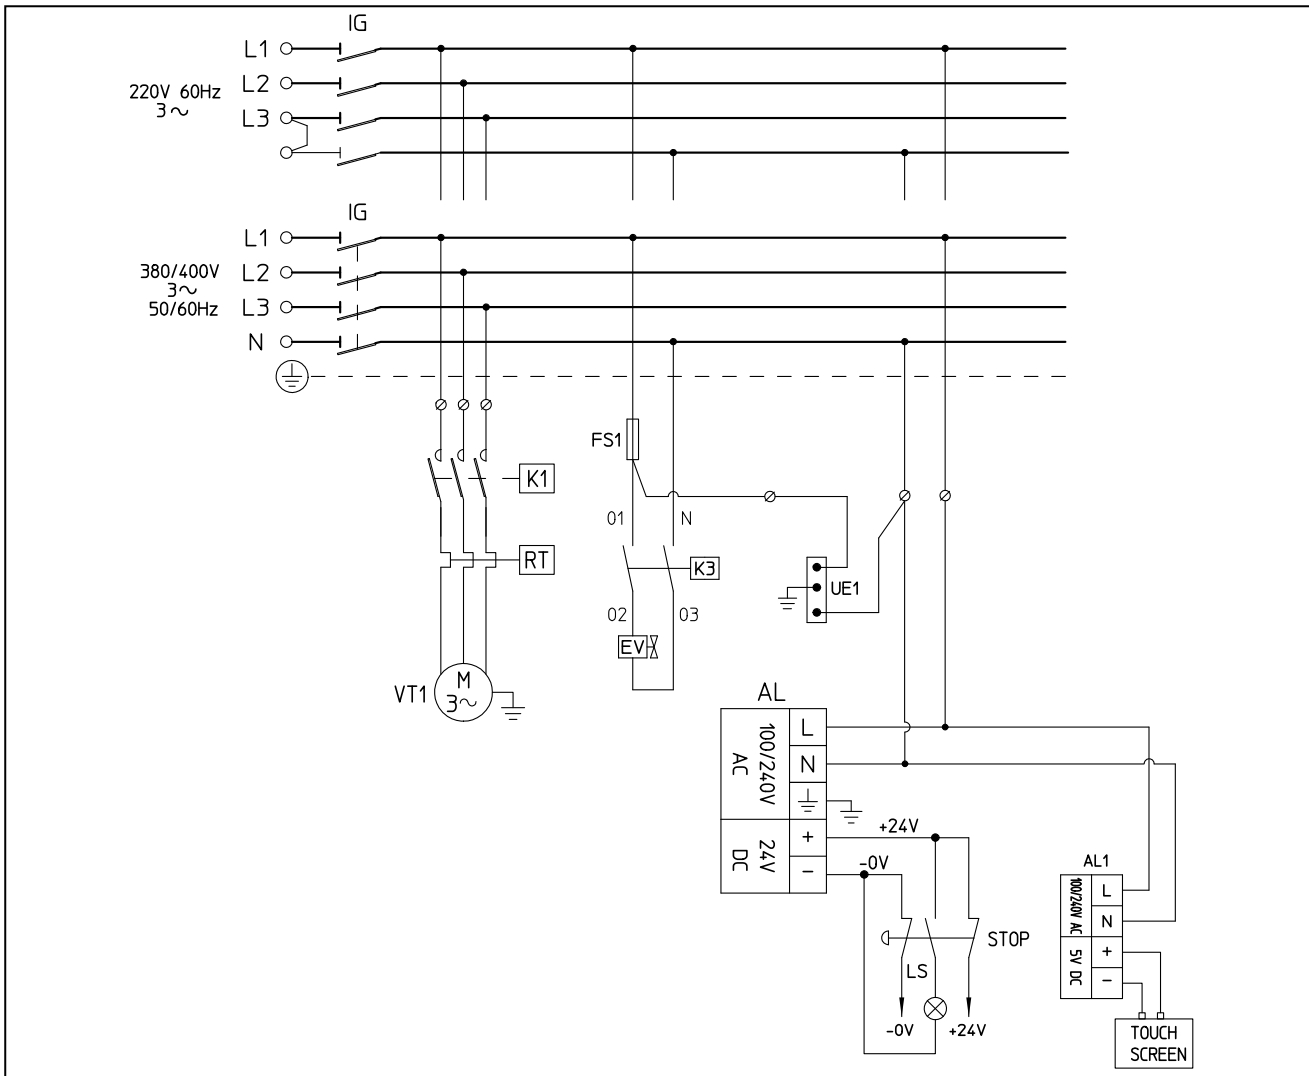 IG
L1
L2
220V 60Hz
3~
L3
IG
L1
380/400V
L2
3~
50/60Hz
L3
N
K1
FS1
01
N
RT
K3
UE1
02
03
EV
M
3~
VT1
AL
100/240V
AC
L
N
24V
DC
+
-
+24V
-0V
STOP
LS
-0V
+24V
AL1
100/240V AC
L
N
5V DC
+
-
TOUCH
SCREEN